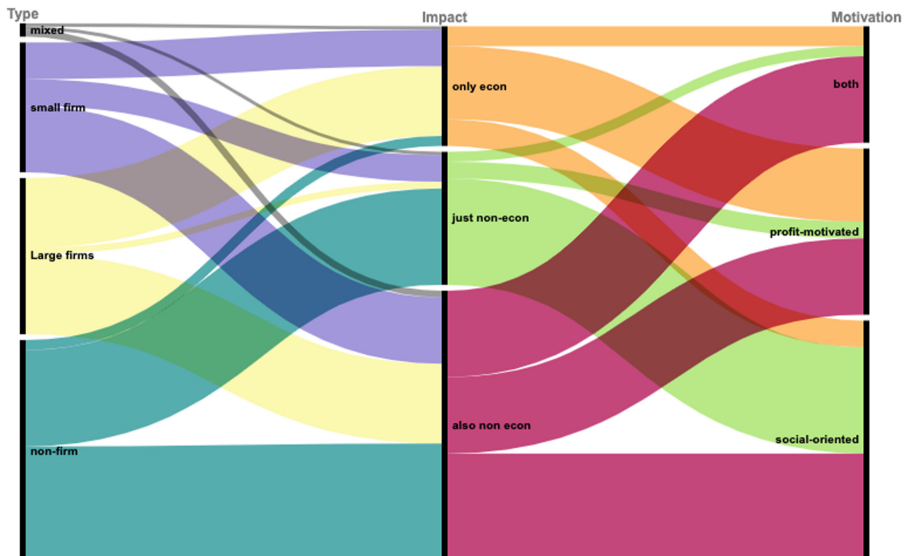 Type
Impact
Motivation
mixed
small firm
Large firms
non-firm
only econ
just non-econ
also non econ
both
profit-motivated
social-oriented